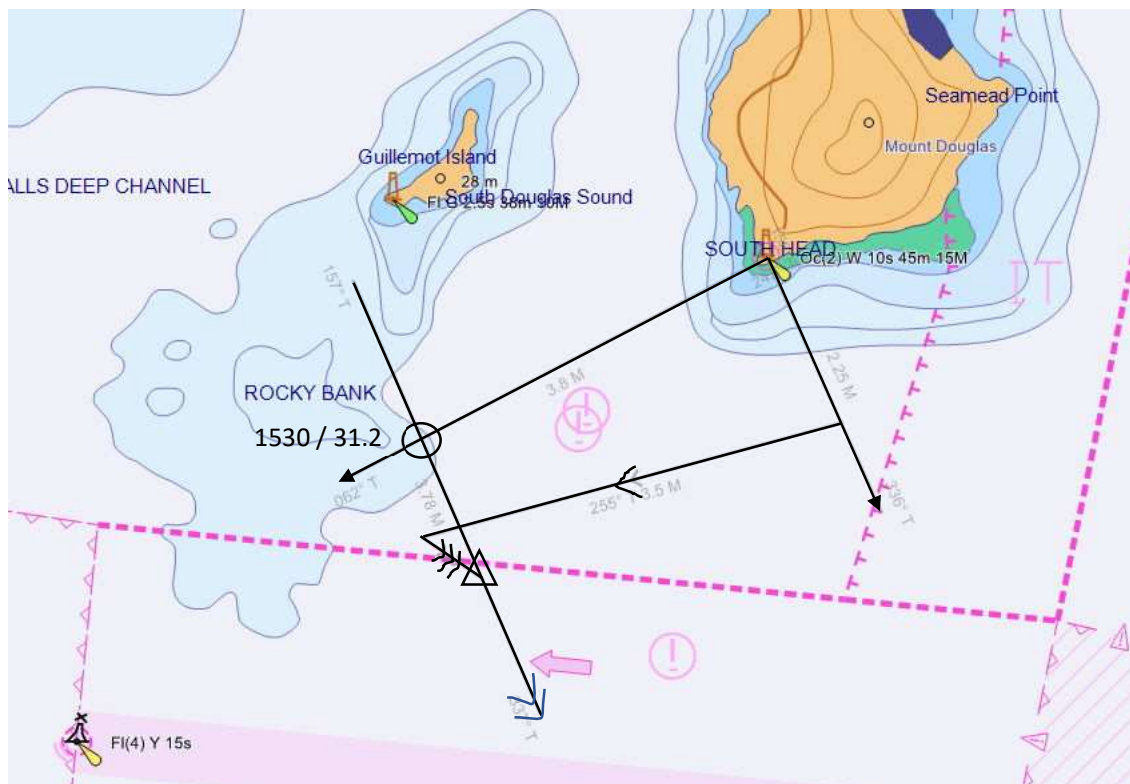 Seamead Point
Mount Douglas
Guillemot Island
28 m
ALLS DEEP CHANNEL
South Douglas Sound
SOUTH HEAD
Oc(2) W 10s 45m 15M
157° T
IT
2.25 M
ROCKY BANK
3.8 M
1530 / 31.2
062° T
3.78 M
255° T 3.5 M
336° T
337° T
Fl(4) Y 15s